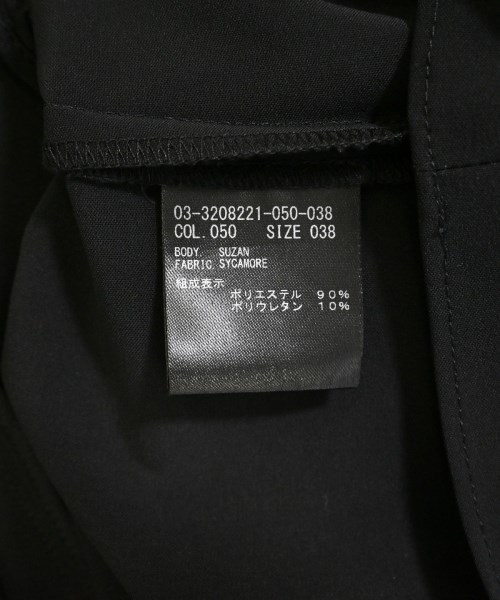 03-3208221-050-038
COL.050 SIZE 038
BODY. SUZAN
FABRIC. SYCAMORE
組成表示
ポリエステル 90%
ポリウレタン 10%